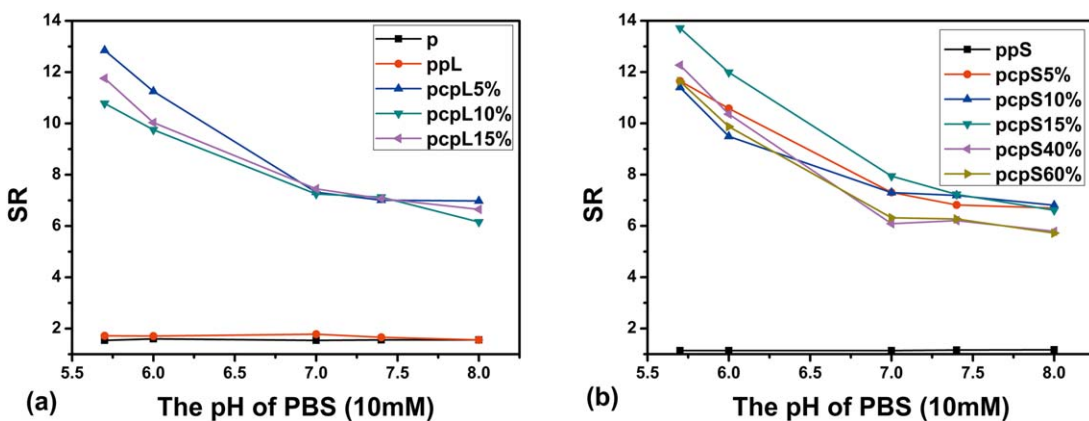 14
12
10
8
6
4
2
SR
5.5 6.0 6.5 7.0 7.5 8.0
The pH of PBS (10mM)
(a)
p
ppL
pcpL5%
pcpL10%
pcpL15%
14
12
10
8
6
4
2
SR
5.5 6.0 6.5 7.0 7.5 8.0
The pH of PBS (10mM)
(b)
ppS
pcpS5%
pcpS10%
pcpS15%
pcpS40%
pcpS60%